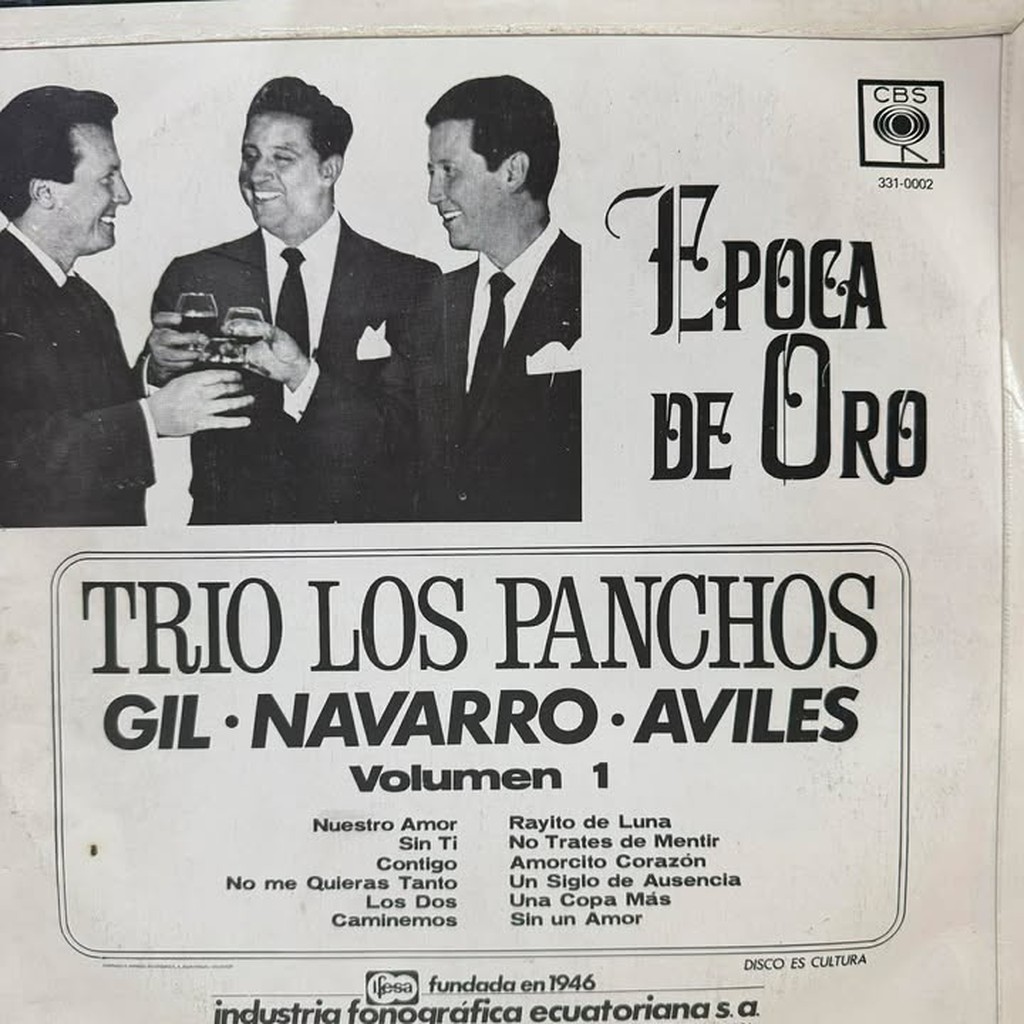 CBS
331-0002
EPOCA
DE ORO
TRIO LOS PANCHOS
GIL · NAVARRO · AVILES
Volumen 1
Nuestro Amor
Sin Ti
Contigo
No me Quieras Tanto
Los Dos
Caminemos
Rayito de Luna
No Trates de Mentir
Amorcito Corazón
Un Siglo de Ausencia
Una Copa Más
Sin un Amor
DISCO ES CULTURA
ifesa fundada en 1946
industria fonográfica ecuatoriana s.a.